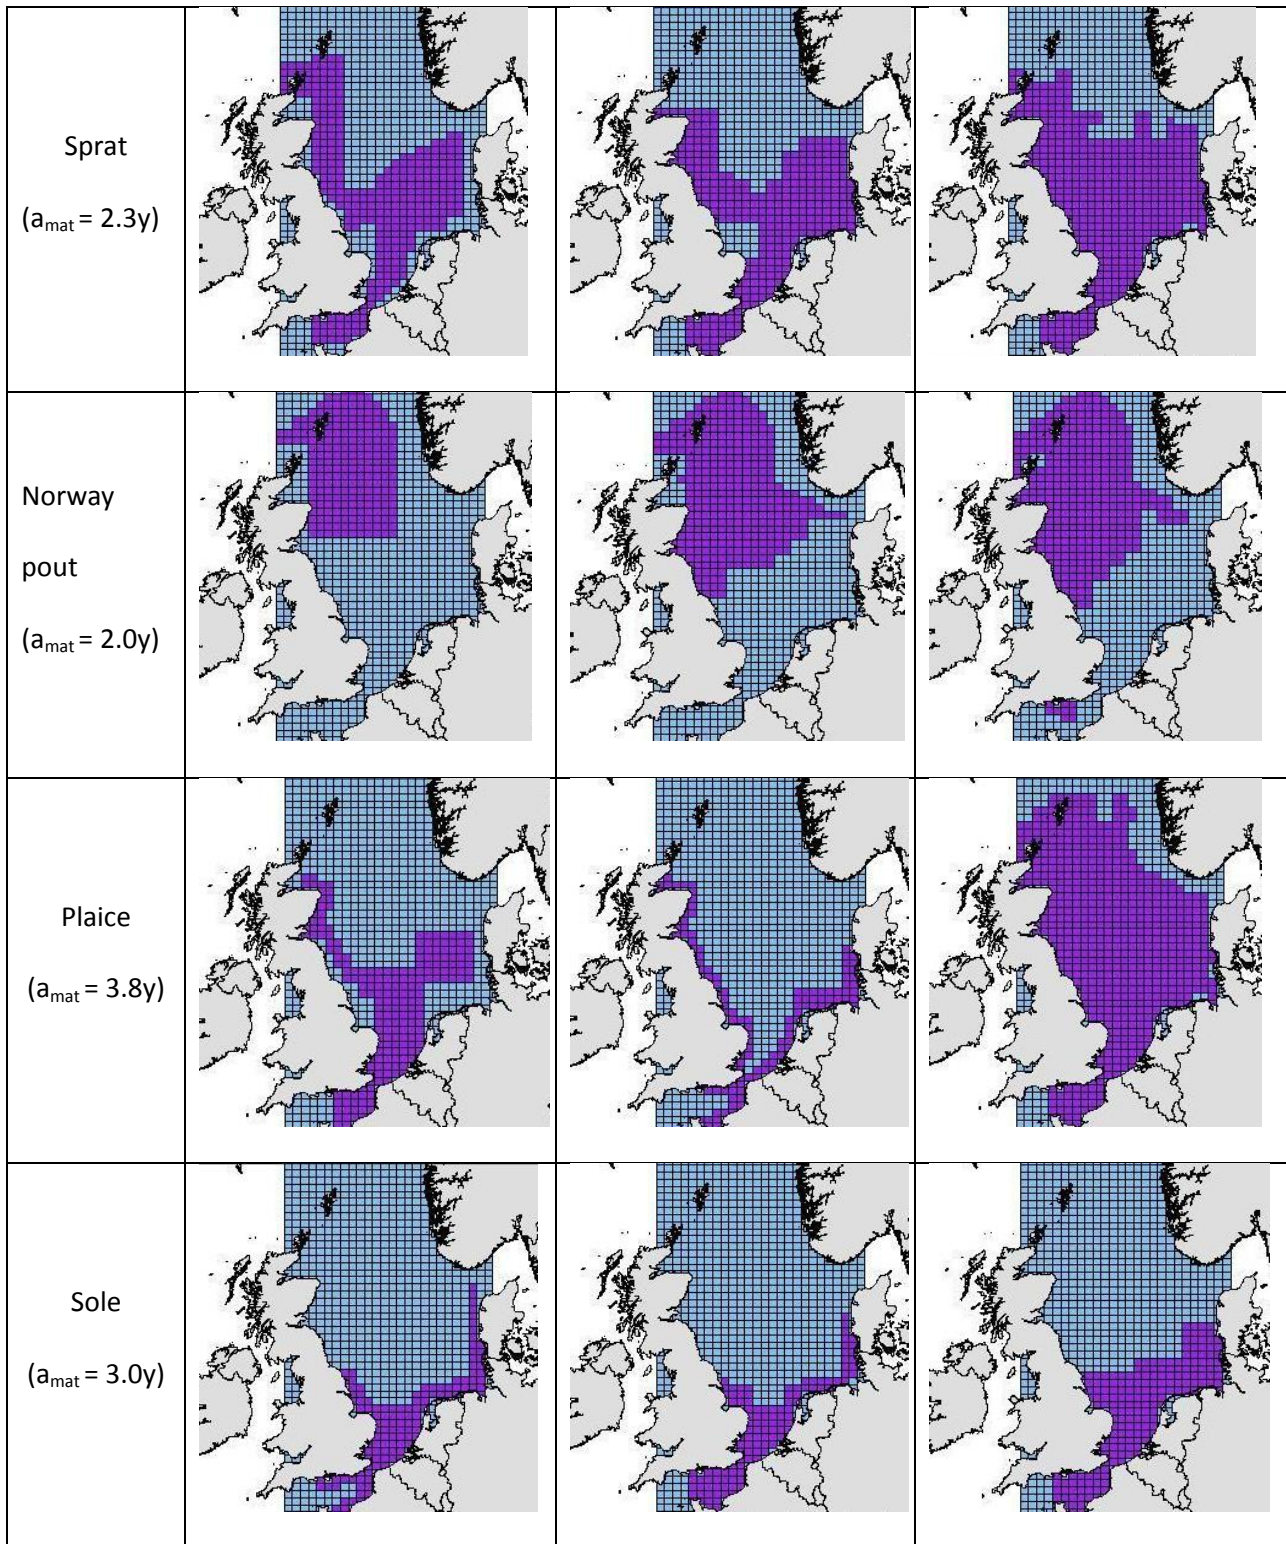 Sprat
(amat = 2.3y)
Norway
pout
(amat = 2.0y)
Plaice
(amat = 3.8y)
Sole
(amat = 3.0y)